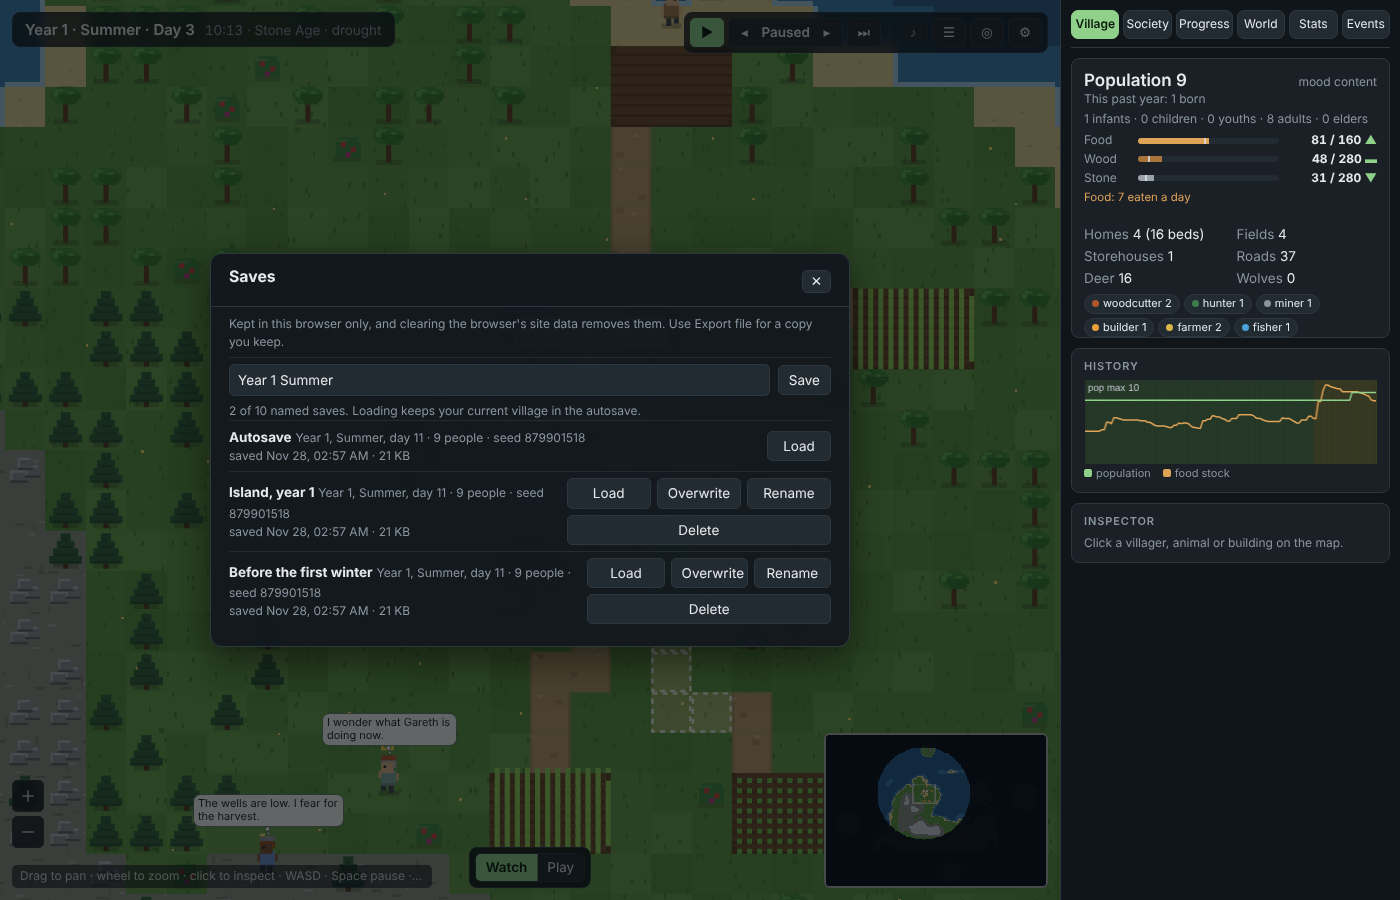 Year 1 · Summer · Day 3 10:13 · Stone Age · drought
Paused
Village Society Progress World Stats Events
Population 9 mood content
This past year: 1 born
1 infants · 0 children · 0 youths · 8 adults · 0 elders
Food 81 / 160
Wood 48 / 280
Stone 31 / 280
Food: 7 eaten a day
Homes 4 (16 beds) Fields 4
Storehouses 1 Roads 37
Deer 16 Wolves 0
woodcutter 2 hunter 1 miner 1
builder 1 farmer 2 fisher 1
HISTORY
pop max 10
population food stock
INSPECTOR
Click a villager, animal or building on the map.
Saves
Kept in this browser only, and clearing the browser's site data removes them. Use Export file for a copy
you keep.
Year 1 Summer Save
2 of 10 named saves. Loading keeps your current village in the autosave.
Autosave Year 1, Summer, day 11 · 9 people · seed 879901518
saved Nov 28, 02:57 AM · 21 KB
Load
Island, year 1 Year 1, Summer, day 11 · 9 people · seed
879901518
saved Nov 28, 02:57 AM · 21 KB
Load Overwrite Rename
Delete
Before the first winter Year 1, Summer, day 11 · 9 people ·
seed 879901518
saved Nov 28, 02:57 AM · 21 KB
Load Overwrite Rename
Delete
I wonder what Gareth is
doing now.
The wells are low. I fear for
the harvest.
Drag to pan · wheel to zoom · click to inspect · WASD · Space pause ·...
Watch Play